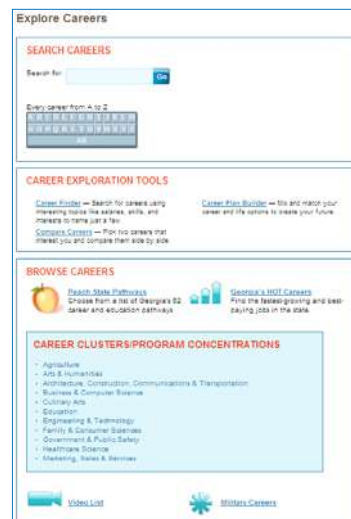 Explore Careers
SEARCH CAREERS
Search for:
Go
Every career from A to Z
A B C D E F G H I J K L M
N O P Q R S T U V W X Y Z
All
CAREER EXPLORATION TOOLS
Career Finder — Search for careers using
interesting topics like salaries, skills, and
interests to name just a few.
Compare Careers — Pick two careers that
interest you and compare them side by side.
Career Plan Builder — Mix and match your
career and life options to create your future.
BROWSE CAREERS
Peach State Pathways
Choose from a list of Georgia's 62
career and education pathways
Georgia's HOT Careers
Find the fastest-growing and best-
paying jobs in the state.
CAREER CLUSTERS/PROGRAM CONCENTRATIONS
Agriculture
Arts & Humanities
Architecture, Construction, Communications & Transportation
Business & Computer Science
Culinary Arts
Education
Engineering & Technology
Family & Consumer Sciences
Government & Public Safety
Healthcare Science
Marketing, Sales & Services
Video List
Military Careers